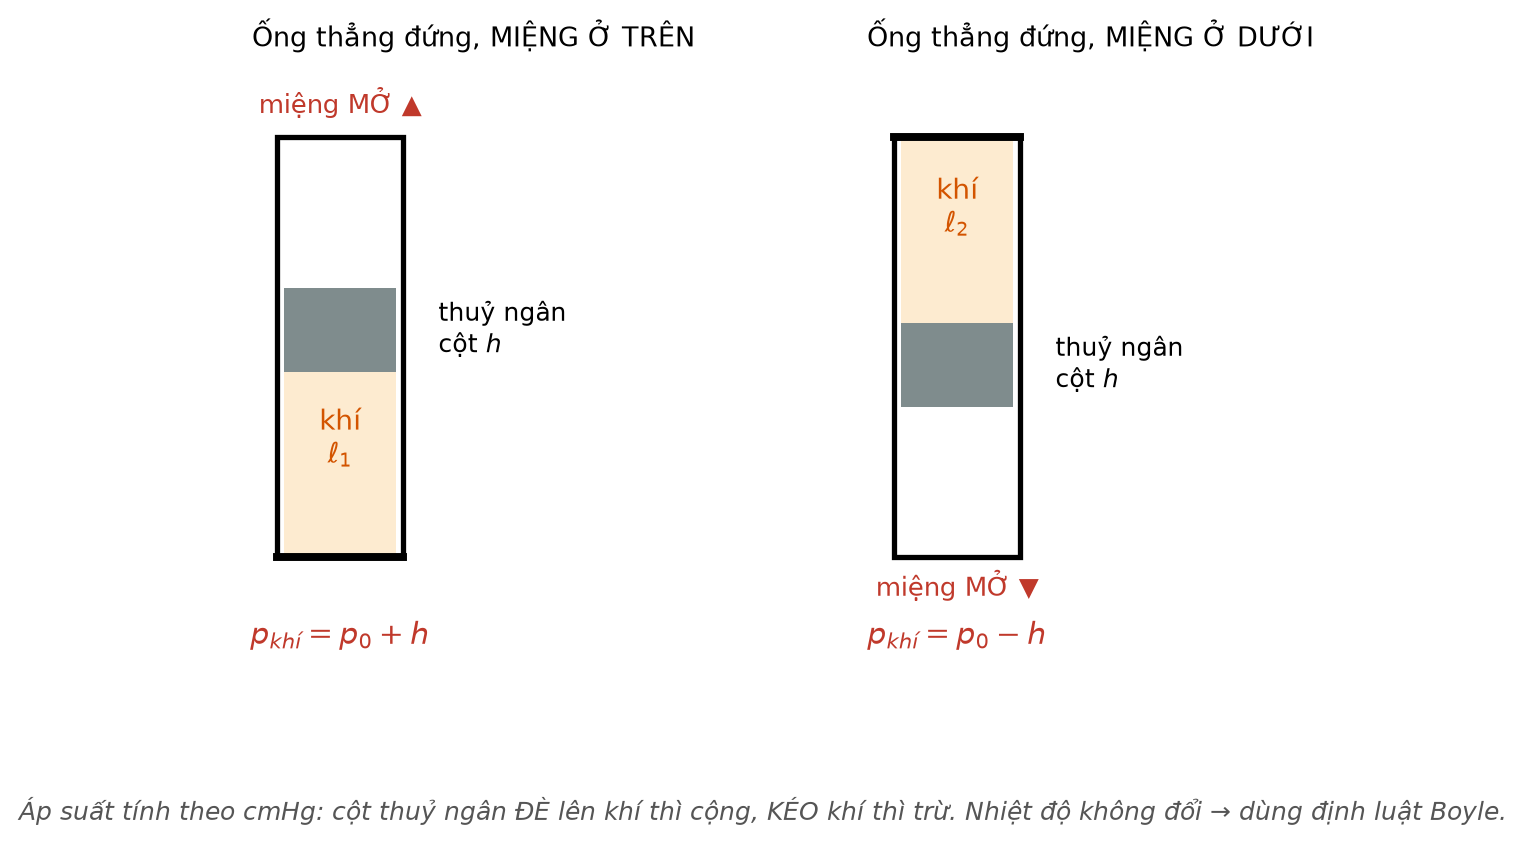 Ống thẳng đứng, MIỆNG Ở TRÊN
miệng MỞ ▲
thuỷ ngân
cột h
khí
ℓ₁
p_khí = p₀ + h
Ống thẳng đứng, MIỆNG Ở DƯỚI
khí
ℓ₂
thuỷ ngân
cột h
miệng MỞ ▼
p_khí = p₀ − h
Áp suất tính theo cmHg: cột thuỷ ngân ĐÈ lên khí thì cộng, KÉO khí thì trừ. Nhiệt độ không đổi → dùng định luật Boyle.